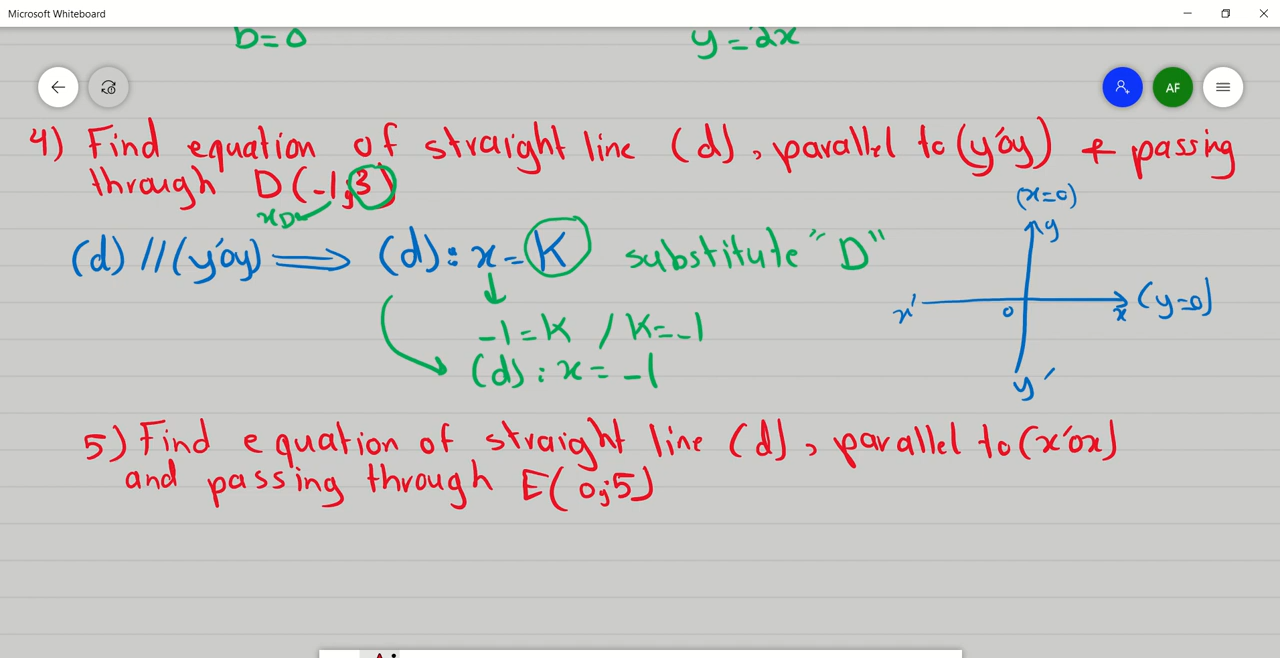 Microsoft Whiteboard
b=0
y=2x
AF
4) Find equation of straight line (d), parallel to (y'oy) + passing
through D(-1;3)
xD
(d) // (y'oy) ⟹ (d): x=K substitute "D"
-1=K / K=-1
(d): x=-1
(x=0)
y
x' o x (y=0)
y'
5) Find equation of straight line (d), parallel to (x'ox)
and passing through E(0;5)